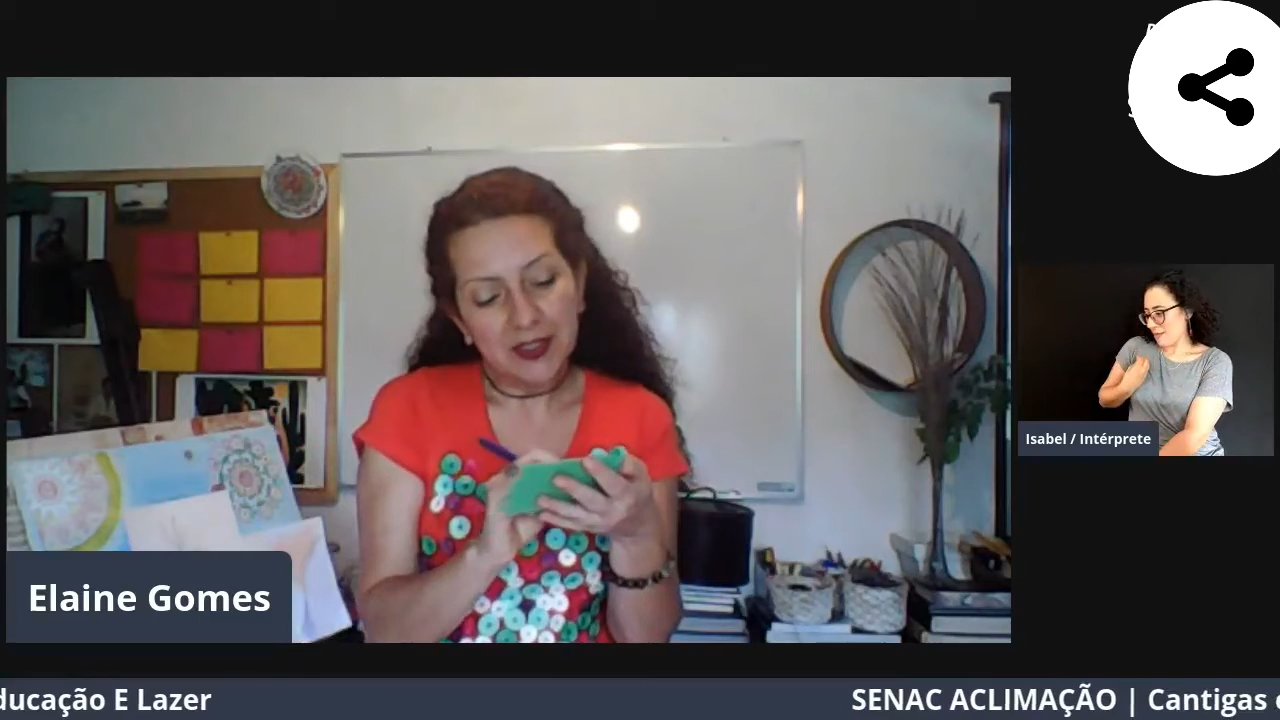 Elaine Gomes
Isabel / Intérprete
ducação E Lazer
SENAC ACLIMAÇÃO | Cantigas